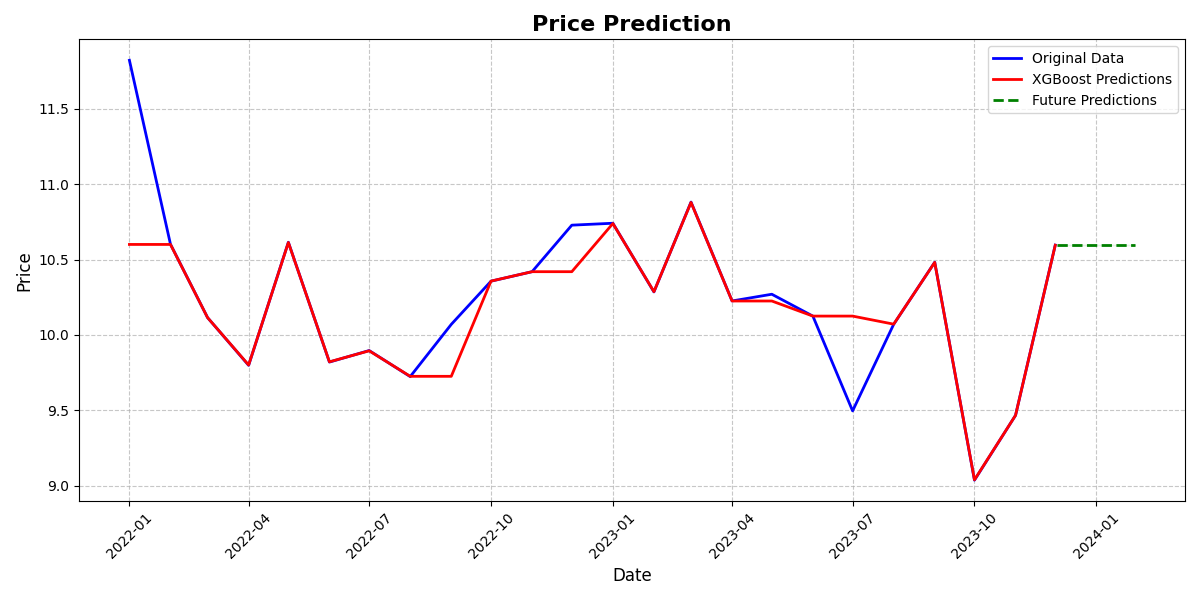 Price Prediction
Original Data
XGBoost Predictions
Future Predictions
Price
11.5
11.0
10.5
10.0
9.5
9.0
2022-01
2022-04
2022-07
2022-10
2023-01
2023-04
2023-07
2023-10
2024-01
Date